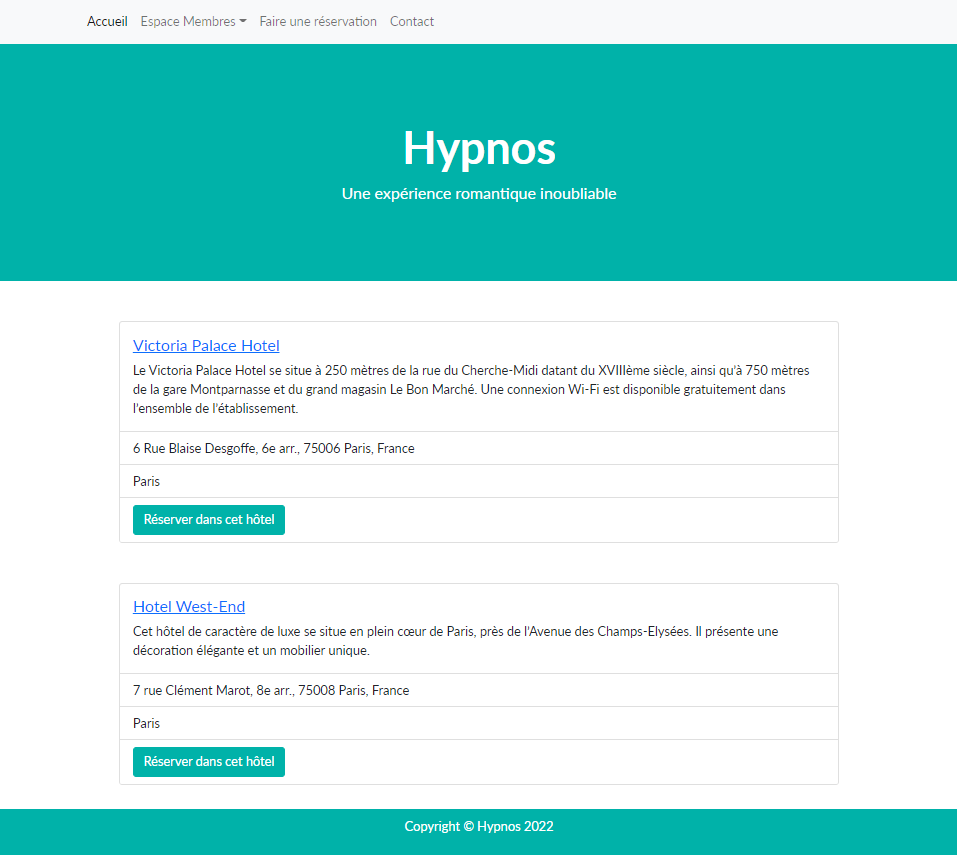 Accueil Espace Membres Faire une réservation Contact
Hypnos
Une expérience romantique inoubliable
Victoria Palace Hotel
Le Victoria Palace Hotel se situe à 250 mètres de la rue du Cherche-Midi datant du XVIIIème siècle, ainsi qu'à 750 mètres
de la gare Montparnasse et du grand magasin Le Bon Marché. Une connexion Wi-Fi est disponible gratuitement dans
l'ensemble de l'établissement.
6 Rue Blaise Desgoffe, 6e arr., 75006 Paris, France
Paris
Réserver dans cet hôtel
Hotel West-End
Cet hôtel de caractère de luxe se situe en plein cœur de Paris, près de l'Avenue des Champs-Elysées. Il présente une
décoration élégante et un mobilier unique.
7 rue Clément Marot, 8e arr., 75008 Paris, France
Paris
Réserver dans cet hôtel
Copyright © Hypnos 2022